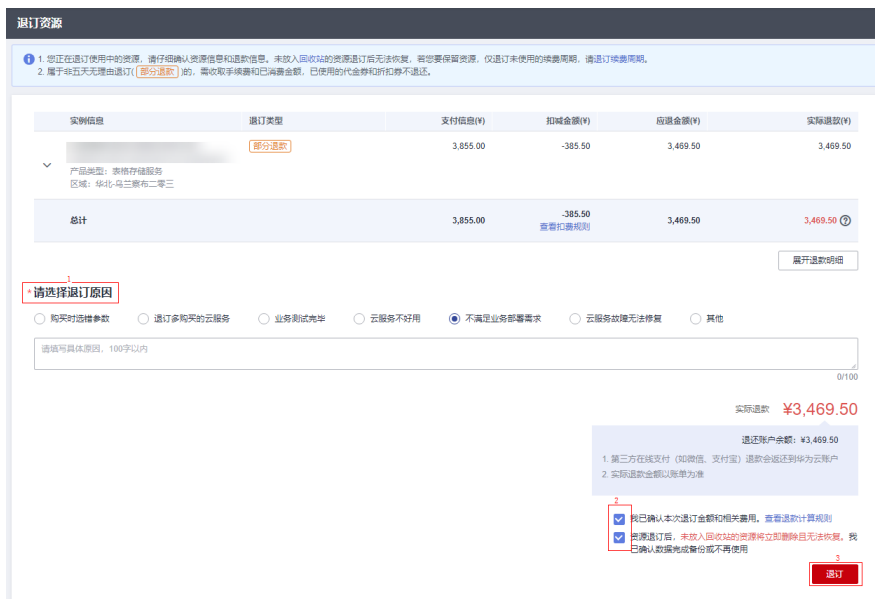 退订资源
1. 您正在退订使用中的资源，请仔细确认资源信息和退款信息。未放入回收站的资源退订后无法恢复，若您要保留资源，仅退订未使用的续费周期，请退订续费周期。
2. 属于非五天无理由退订(部分退款)的，需收取手续费和已消费金额，已使用的代金券和折扣券不退还。
实例信息 退订类型 支付信息(¥) 扣减金额(¥) 应退金额(¥) 实际退款(¥)
部分退款 3,855.00 -385.50 3,469.50 3,469.50
产品类型：表格存储服务
区域：华北-乌兰察布二零三
总计 3,855.00 -385.50 3,469.50 3,469.50
查看扣费规则
展开退款明细
1
*请选择退订原因
购买时选错参数 退订多购买的云服务 业务测试完毕 云服务不好用 不满足业务部署需求 云服务故障无法修复 其他
请填写具体原因，100字以内
0/100
实际退款 ¥3,469.50
退还账户余额：¥3,469.50
1. 第三方在线支付（如微信、支付宝）退款会返还到华为云账户
2. 实际退款金额以账单为准
2
我已确认本次退订金额和相关费用。查看退款计算规则
资源退订后，未放入回收站的资源将立即删除且无法恢复。我
已确认数据完成备份或不再使用
3
退订